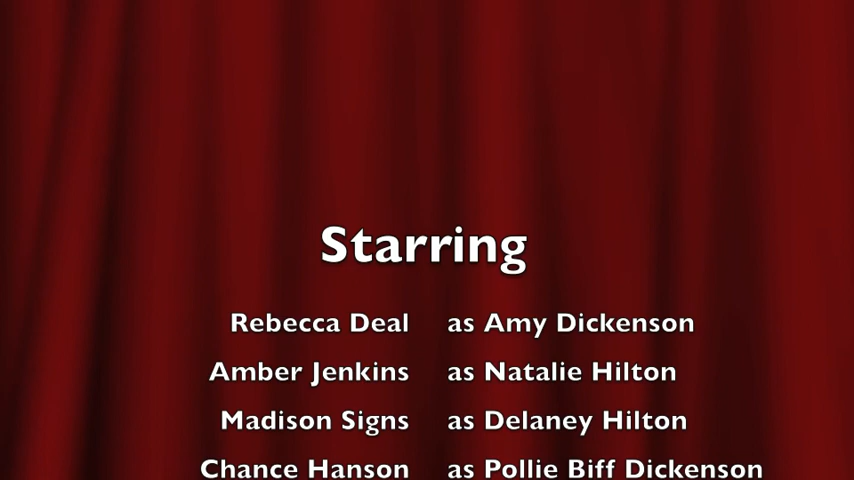 Starring
Rebecca Deal as Amy Dickenson
Amber Jenkins as Natalie Hilton
Madison Signs as Delaney Hilton
Chance Hanson as Pollie Biff Dickenson